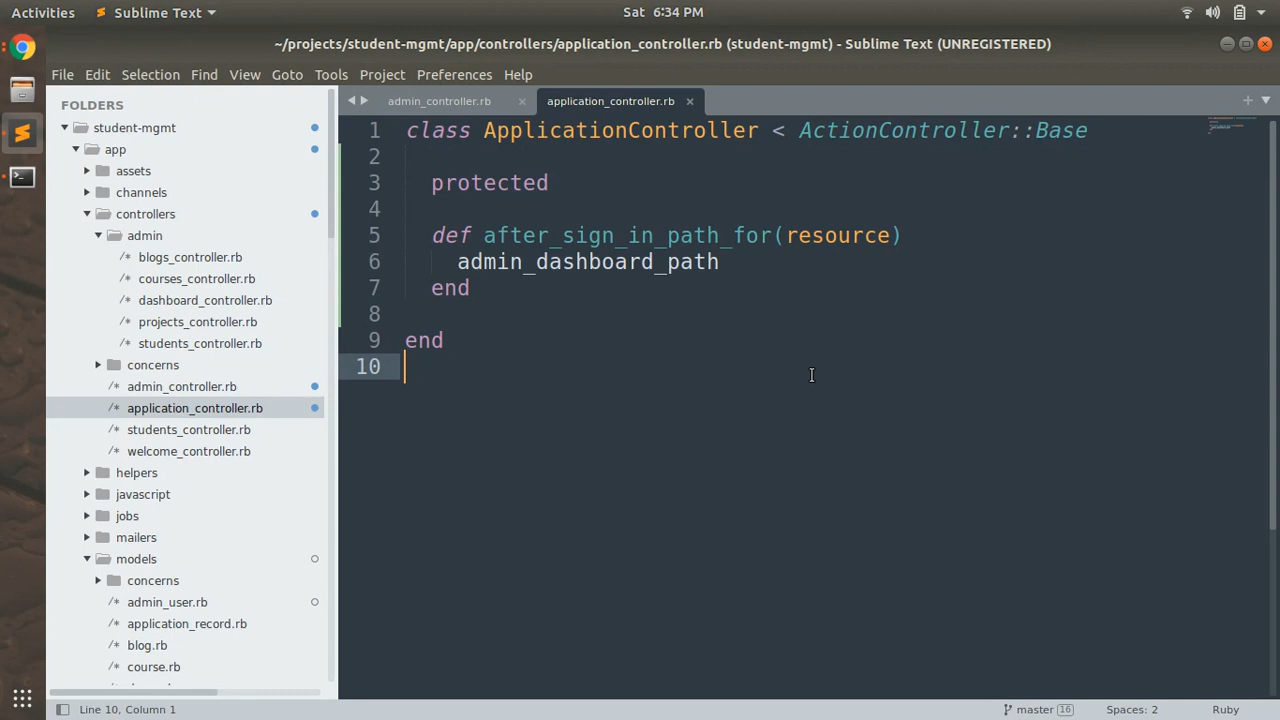 Activities
Sublime Text
Sat 6:34 PM
~/projects/student-mgmt/app/controllers/application_controller.rb (student-mgmt) - Sublime Text (UNREGISTERED)
File Edit Selection Find View Goto Tools Project Preferences Help
FOLDERS
student-mgmt
app
assets
channels
controllers
admin
/* blogs_controller.rb
/* courses_controller.rb
/* dashboard_controller.rb
/* projects_controller.rb
/* students_controller.rb
concerns
/* admin_controller.rb
/* application_controller.rb
/* students_controller.rb
/* welcome_controller.rb
helpers
javascript
jobs
mailers
models
concerns
/* admin_user.rb
/* application_record.rb
/* blog.rb
/* course.rb
admin_controller.rb ×
application_controller.rb ×
1 class ApplicationController < ActionController::Base
2
3 protected
4
5 def after_sign_in_path_for(resource)
6 admin_dashboard_path
7 end
8
9 end
10
Line 10, Column 1
master 16
Spaces: 2
Ruby